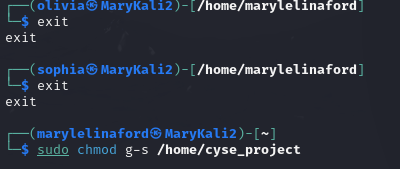 ┌──(olivia㉿MaryKali2)-[/home/marylelinaford]
└─$ exit
exit
┌──(sophia㉿MaryKali2)-[/home/marylelinaford]
└─$ exit
exit
┌──(marylelinaford㉿MaryKali2)-[~]
└─$ sudo chmod g-s /home/cyse_project